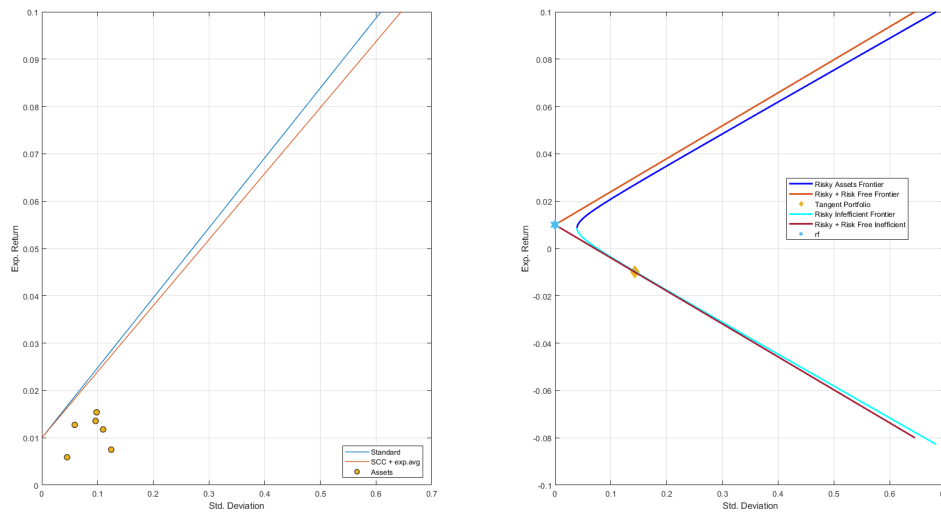 0.1
0.09
0.08
0.07
0.06
0.05
0.04
0.03
0.02
0.01
0
Exp. Return
0
0.1
0.2
0.3
0.4
0.5
0.6
0.7
Std. Deviation
Standard
SCC + exp.avg
Assets
0.1
0.08
0.06
0.04
0.02
0
-0.02
-0.04
-0.06
-0.08
-0.1
Exp. Return
0
0.1
0.2
0.3
0.4
0.5
0.6
Std. Deviation
Risky Assets Frontier
Risky + Risk Free Frontier
Tangent Portfolio
Risky Infefficient Frontier
Risky + Risk Free Inefficient
rf